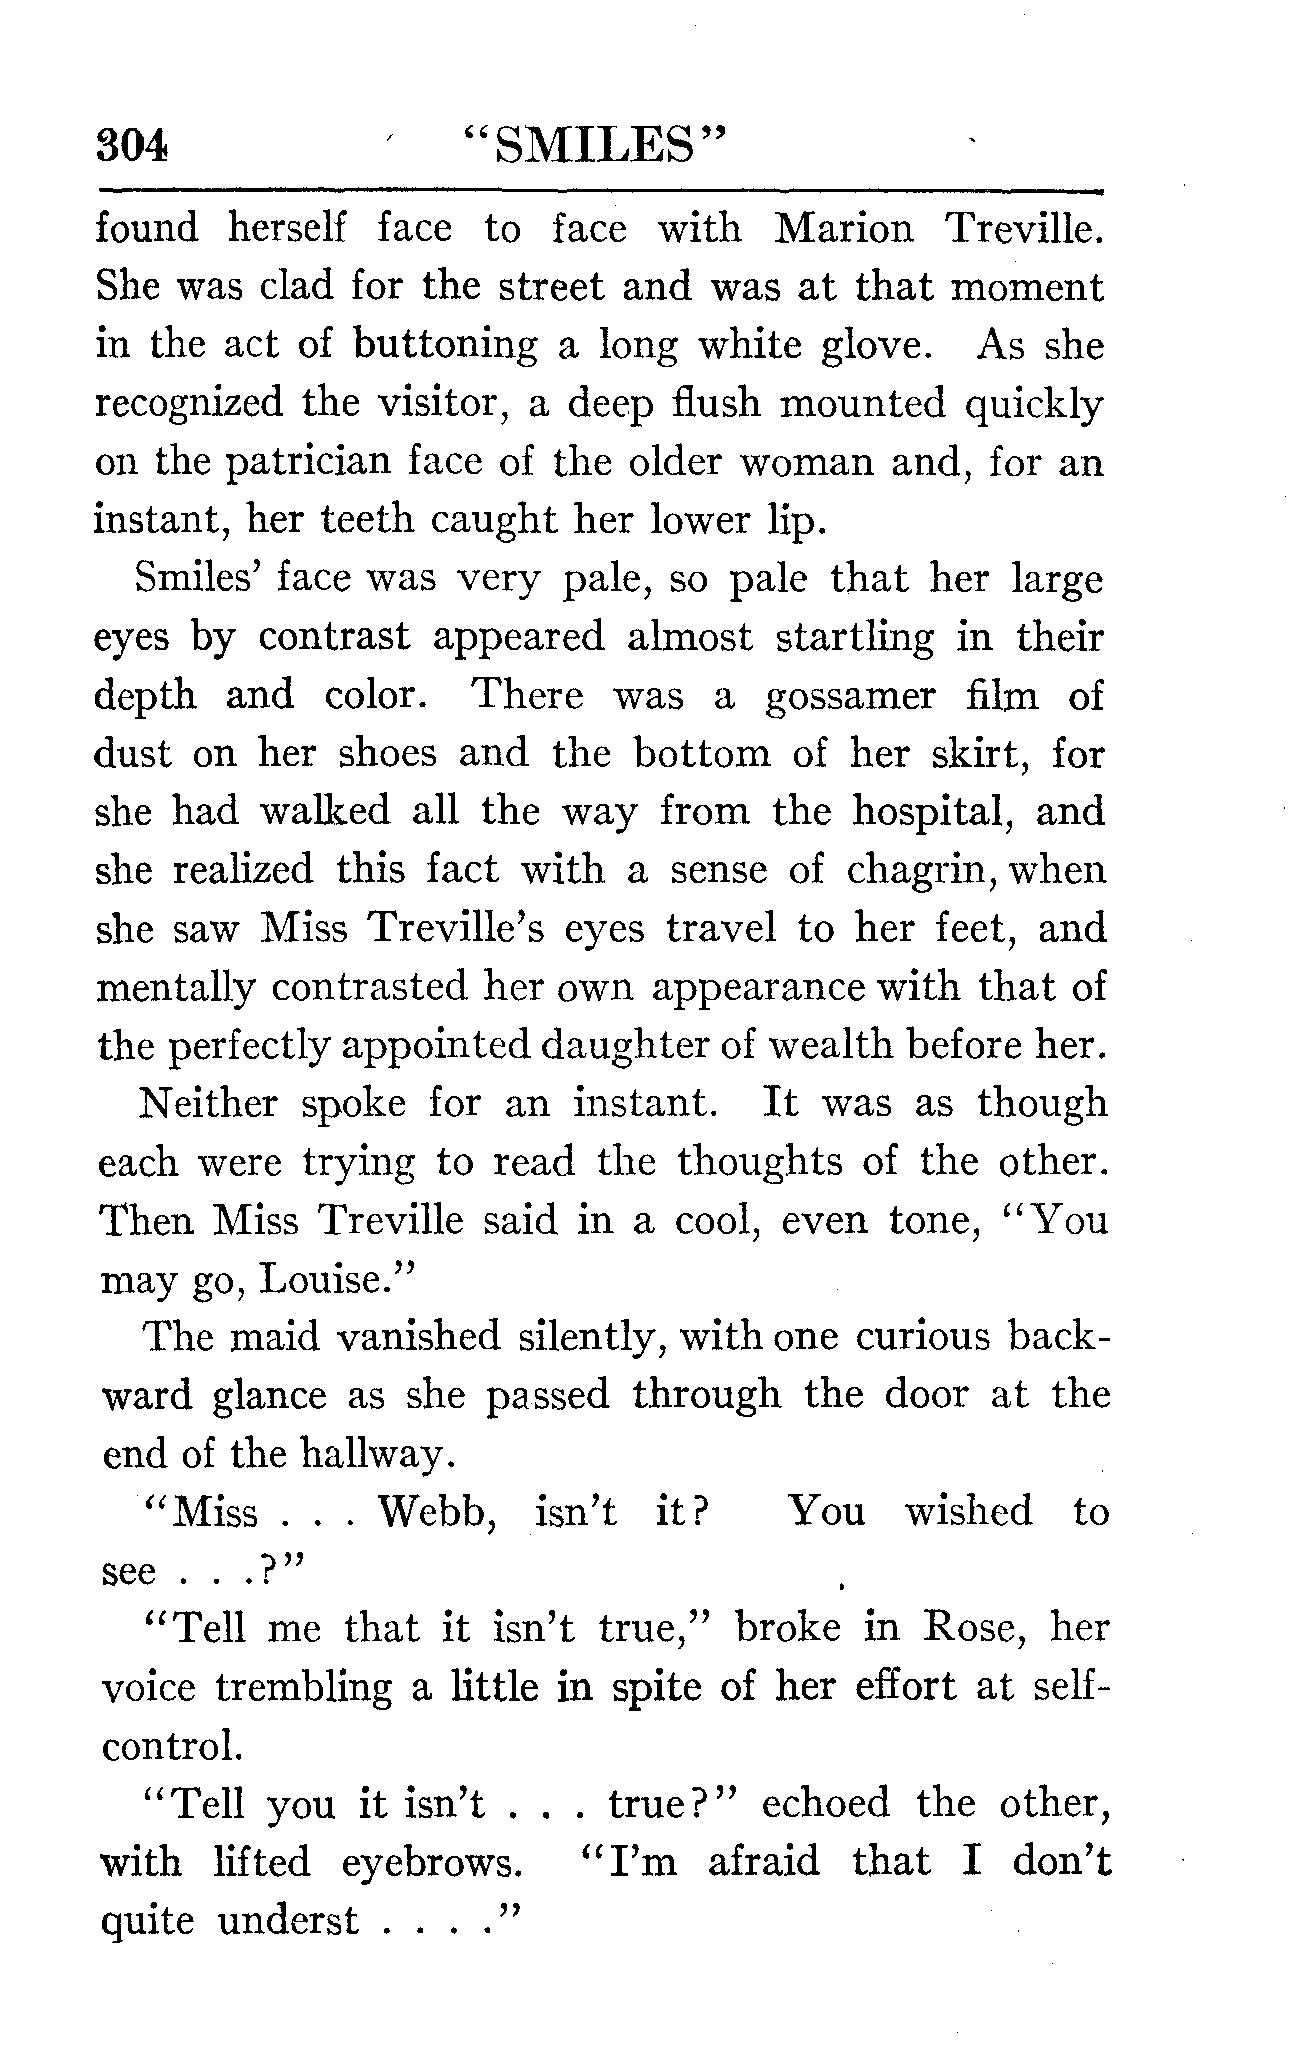 304 "SMILES"
found herself face to face with Marion Treville.
She was clad for the street and was at that moment
in the act of buttoning a long white glove. As she
recognized the visitor, a deep flush mounted quickly
on the patrician face of the older woman and, for an
instant, her teeth caught her lower lip.
Smiles' face was very pale, so pale that her large
eyes by contrast appeared almost startling in their
depth and color. There was a gossamer film of
dust on her shoes and the bottom of her skirt, for
she had walked all the way from the hospital, and
she realized this fact with a sense of chagrin, when
she saw Miss Treville's eyes travel to her feet, and
mentally contrasted her own appearance with that of
the perfectly appointed daughter of wealth before her.
Neither spoke for an instant. It was as though
each were trying to read the thoughts of the other.
Then Miss Treville said in a cool, even tone, "You
may go, Louise."
The maid vanished silently, with one curious back-
ward glance as she passed through the door at the
end of the hallway.
"Miss . . . Webb, isn't it? You wished to
see . . .?"
"Tell me that it isn't true," broke in Rose, her
voice trembling a little in spite of her effort at self-
control.
"Tell you it isn't . . . true?" echoed the other,
with lifted eyebrows. "I'm afraid that I don't
quite underst . . . ."